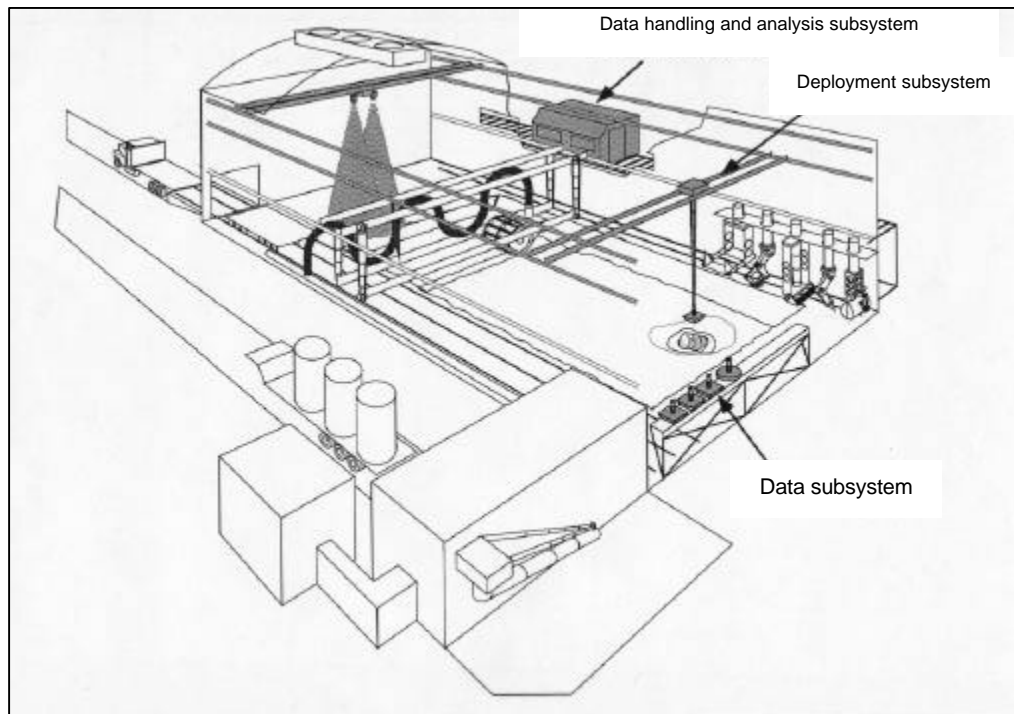 Data handling and analysis subsystem
Deployment subsystem
Data subsystem